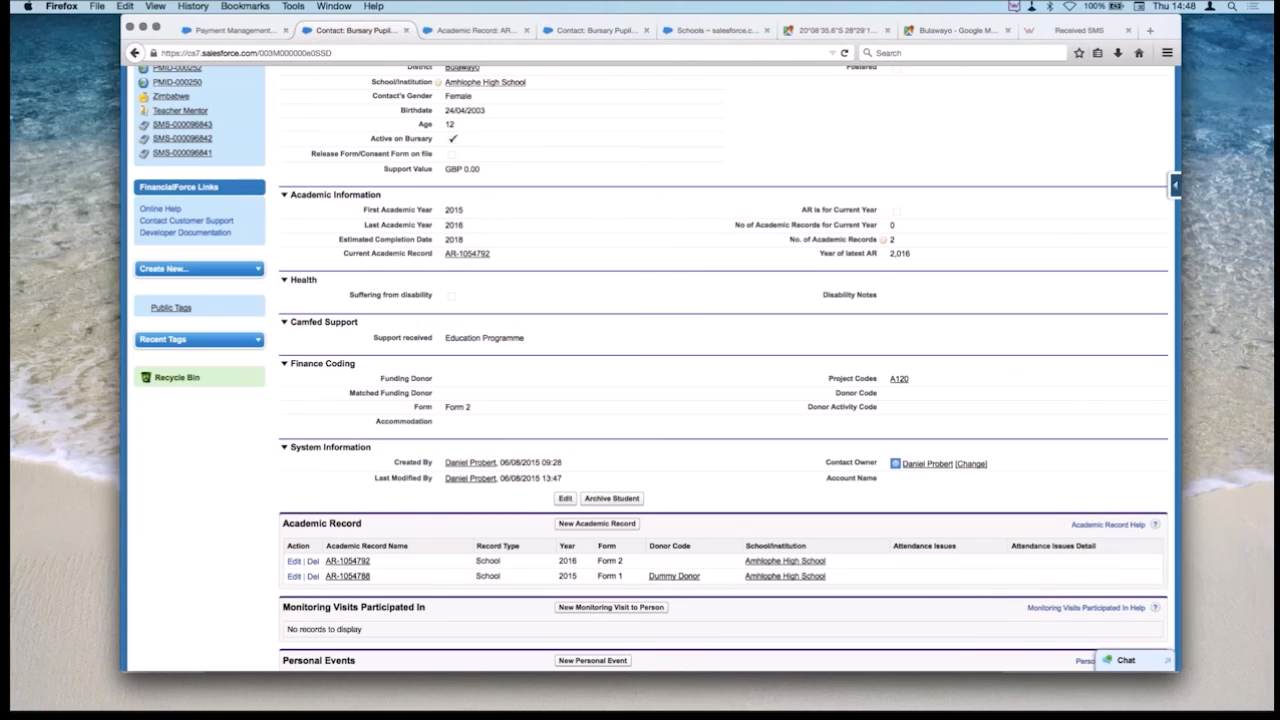 Firefox File Edit View History Bookmarks Tools Window Help 100% Thu 14:48
Payment Management... Contact: Bursary Pupil... Academic Record: AR... Contact: Bursary Pupil... Schools ~ salesforce.c... 20°08'35.6"S 28°29'1... Bulawayo - Google M... Received SMS
https://cs7.salesforce.com/003M000000e0SSD Search
PMID-000252 District Bulawayo Fostered
PMID-000250 School/Institution Amhlophe High School
Zimbabwe Contact's Gender Female
Teacher Mentor Birthdate 24/04/2003
SMS-000096843 Age 12
SMS-000096842 Active on Bursary ✓
SMS-000096841 Release Form/Consent Form on file
Support Value GBP 0.00
FinancialForce Links
Online Help
Contact Customer Support
Developer Documentation
Create New...
Public Tags
Recent Tags
Recycle Bin
Academic Information
First Academic Year 2015 AR is for Current Year
Last Academic Year 2016 No of Academic Records for Current Year 0
Estimated Completion Date 2018 No. of Academic Records 2
Current Academic Record AR-1054792 Year of latest AR 2,016
Health
Suffering from disability Disability Notes
Camfed Support
Support received Education Programme
Finance Coding
Funding Donor Project Codes A120
Matched Funding Donor Donor Code
Form Form 2 Donor Activity Code
Accommodation
System Information
Created By Daniel Probert, 06/08/2015 09:28 Contact Owner Daniel Probert [Change]
Last Modified By Daniel Probert, 06/08/2015 13:47 Account Name
Edit Archive Student
Academic Record New Academic Record Academic Record Help ?
Action Academic Record Name Record Type Year Form Donor Code School/Institution Attendance Issues Attendance Issues Detail
Edit | Del AR-1054792 School 2016 Form 2 Amhlophe High School
Edit | Del AR-1054788 School 2015 Form 1 Dummy Donor Amhlophe High School
Monitoring Visits Participated In New Monitoring Visit to Person Monitoring Visits Participated In Help ?
No records to display
Personal Events New Personal Event Perso
Chat